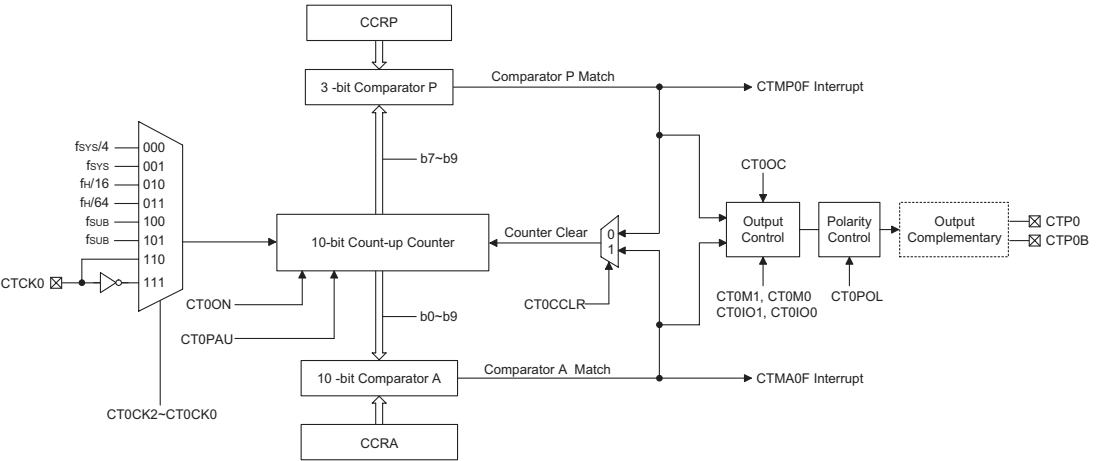 CCRP
3 -bit Comparator P
Comparator P Match
CTMP0F Interrupt
b7~b9
fSYS/4
000
fSYS
001
fH/16
010
fH/64
011
fSUB
100
fSUB
101
110
111
CTCK0
CT0CK2~CT0CK0
10-bit Count-up Counter
CT0ON
CT0PAU
Counter Clear
0
1
CT0CCLR
CT0OC
Output
Control
CT0M1, CT0M0
CT0IO1, CT0IO0
Polarity
Control
CT0POL
Output
Complementary
CTP0
CTP0B
b0~b9
10 -bit Comparator A
Comparator A Match
CTMA0F Interrupt
CCRA